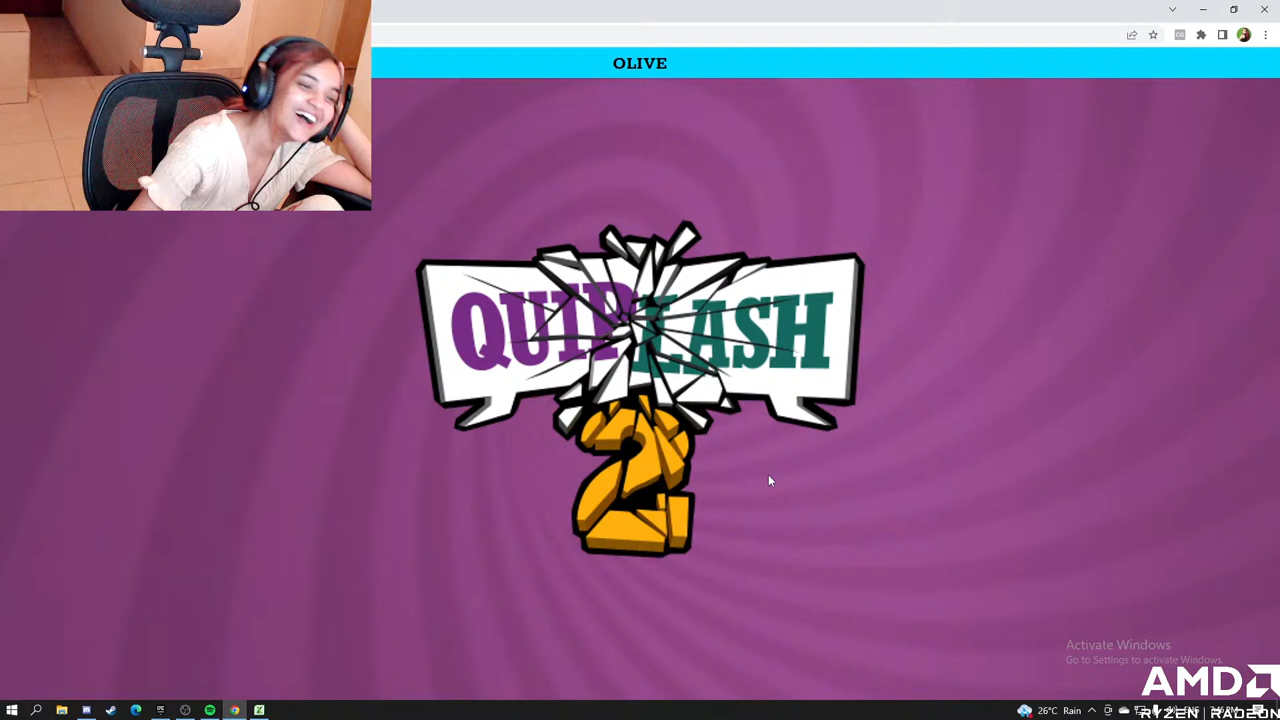 OLIVE
QUIPLASH
2
Activate Windows
Go to Settings to activate Windows.
AMD
RYZEN RADEON
26°C Rain